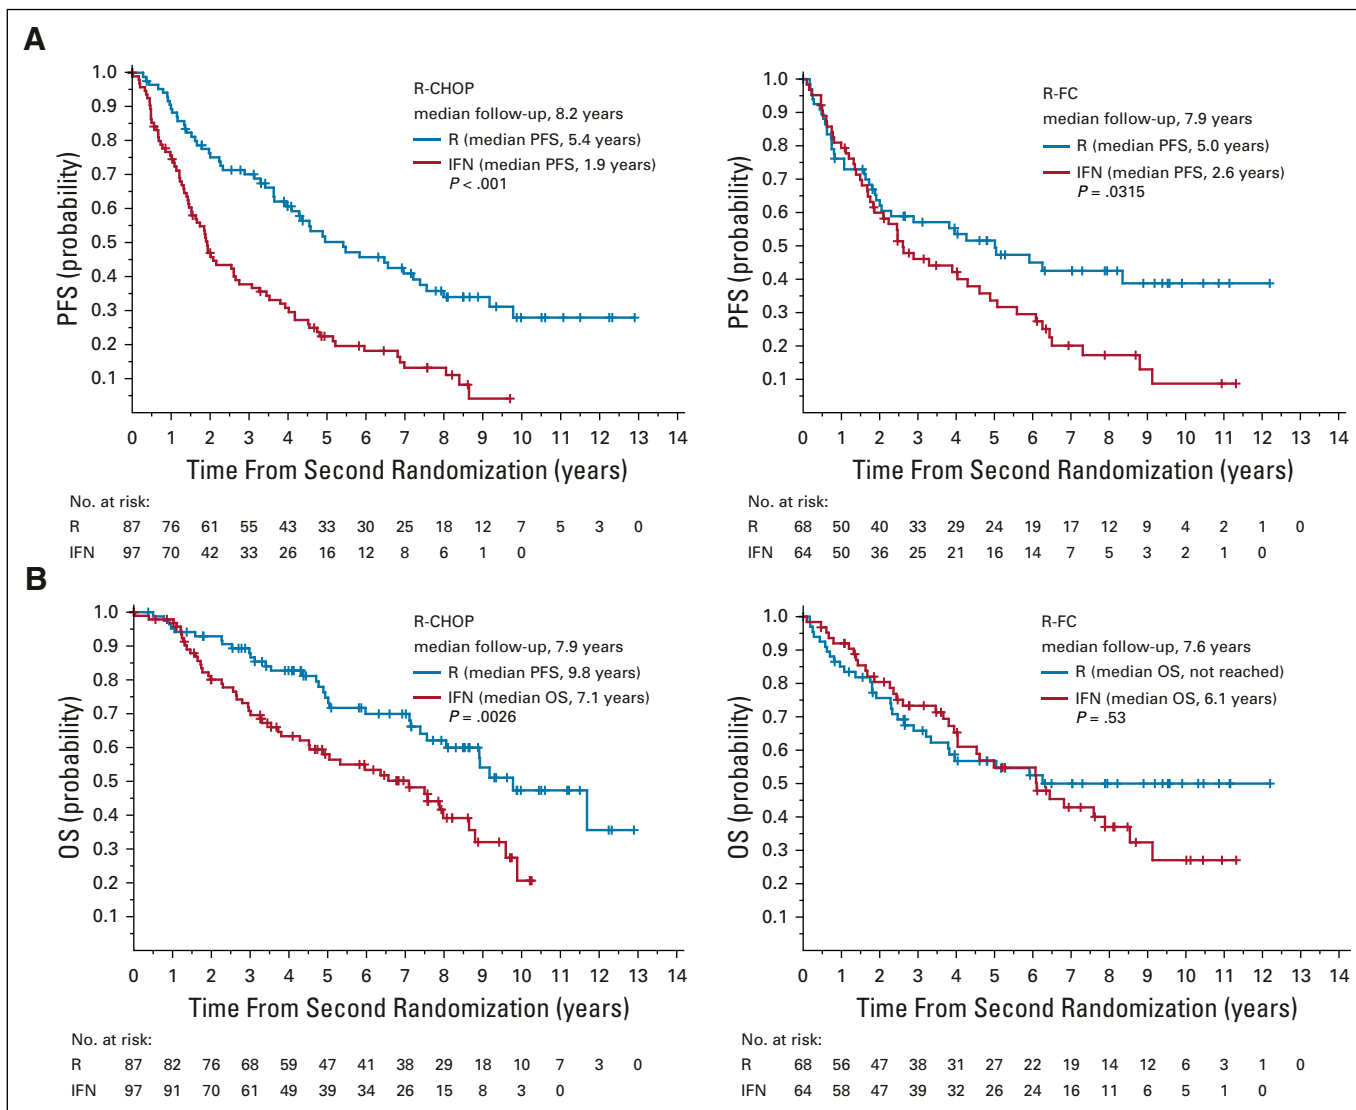 A
R-CHOP
median follow-up, 8.2 years
R (median PFS, 5.4 years)
IFN (median PFS, 1.9 years)
P < .001
PFS (probability)
1.0
0.9
0.8
0.7
0.6
0.5
0.4
0.3
0.2
0.1
0 1 2 3 4 5 6 7 8 9 10 11 12 13 14
Time From Second Randomization (years)
No. at risk:
R 87 76 61 55 43 33 30 25 18 12 7 5 3 0
IFN 97 70 42 33 26 16 12 8 6 1 0
R-FC
median follow-up, 7.9 years
R (median PFS, 5.0 years)
IFN (median PFS, 2.6 years)
P = .0315
PFS (probability)
1.0
0.9
0.8
0.7
0.6
0.5
0.4
0.3
0.2
0.1
0 1 2 3 4 5 6 7 8 9 10 11 12 13 14
Time From Second Randomization (years)
No. at risk:
R 68 50 40 33 29 24 19 17 12 9 4 2 1 0
IFN 64 50 36 25 21 16 14 7 5 3 2 1 0
B
R-CHOP
median follow-up, 7.9 years
R (median PFS, 9.8 years)
IFN (median OS, 7.1 years)
P = .0026
OS (probability)
1.0
0.9
0.8
0.7
0.6
0.5
0.4
0.3
0.2
0.1
0 1 2 3 4 5 6 7 8 9 10 11 12 13 14
Time From Second Randomization (years)
No. at risk:
R 87 82 76 68 59 47 41 38 29 18 10 7 3 0
IFN 97 91 70 61 49 39 34 26 15 8 3 0
R-FC
median follow-up, 7.6 years
R (median OS, not reached)
IFN (median OS, 6.1 years)
P = .53
OS (probability)
1.0
0.9
0.8
0.7
0.6
0.5
0.4
0.3
0.2
0.1
0 1 2 3 4 5 6 7 8 9 10 11 12 13 14
Time From Second Randomization (years)
No. at risk:
R 68 56 47 38 31 27 22 19 14 12 6 3 1 0
IFN 64 58 47 39 32 26 24 16 11 6 5 1 0